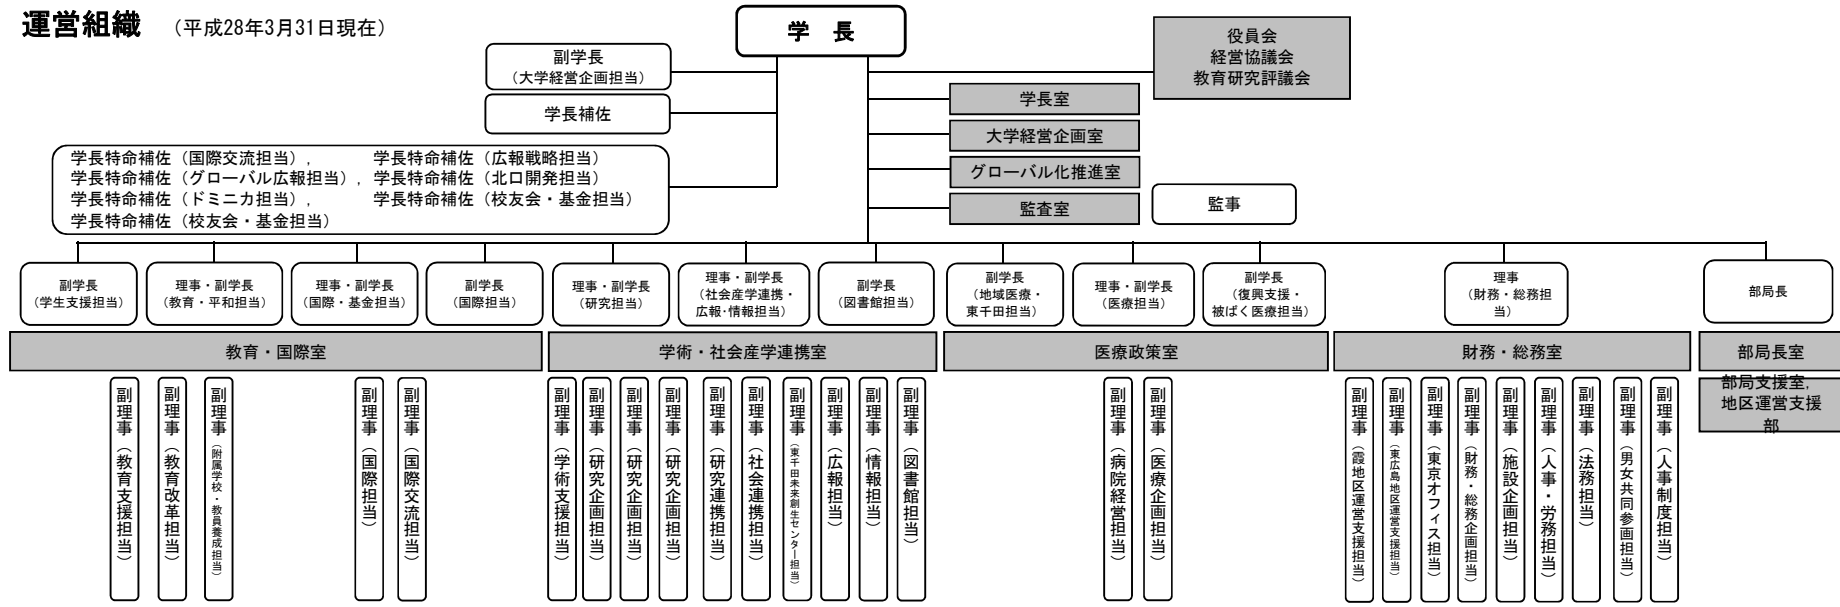 運営組織 （平成28年3月31日現在）
学 長
役員会
経営協議会
教育研究評議会
副学長
（大学経営企画担当）
学長補佐
学長室
大学経営企画室
グローバル化推進室
監査室
監事
学長特命補佐（国際交流担当）， 学長特命補佐（広報戦略担当）
学長特命補佐（グローバル広報担当）， 学長特命補佐（北口開発担当）
学長特命補佐（ドミニカ担当）， 学長特命補佐（校友会・基金担当）
学長特命補佐（校友会・基金担当）
副学長
（学生支援担当）
理事・副学長
（教育・平和担当）
理事・副学長
（国際・基金担当）
副学長
（国際担当）
理事・副学長
（研究担当）
理事・副学長
（社会産学連携・
広報・情報担当）
副学長
（図書館担当）
副学長
（地域医療・
東千田担当）
理事・副学長
（医療担当）
副学長
（復興支援・
被ばく医療担当）
理事
（財務・総務担
当）
部局長
教育・国際室
学術・社会産学連携室
医療政策室
財務・総務室
部局長室
部局支援室，
地区運営支援
部
副理事（教育支援担当）
副理事（教育改革担当）
副理事（附属学校・教員養成担当）
副理事（国際担当）
副理事（国際交流担当）
副理事（学術支援担当）
副理事（研究企画担当）
副理事（研究企画担当）
副理事（研究企画担当）
副理事（研究連携担当）
副理事（社会連携担当）
副理事（東千田未来創生センター担当）
副理事（広報担当）
副理事（情報担当）
副理事（図書館担当）
副理事（病院経営担当）
副理事（医療企画担当）
副理事（霞地区運営支援担当）
副理事（東広島地区運営支援担当）
副理事（東京オフィス担当）
副理事（財務・総務企画担当）
副理事（施設企画担当）
副理事（人事・労務担当）
副理事（法務担当）
副理事（男女共同参画担当）
副理事（人事制度担当）